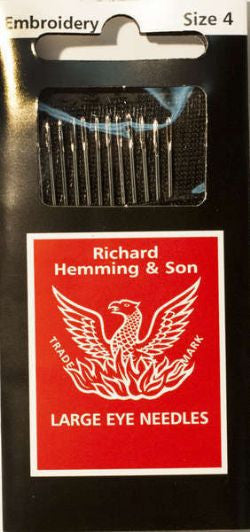 Embroidery Size 4
Richard
Hemming & Son
TRADE MARK
LARGE EYE NEEDLES